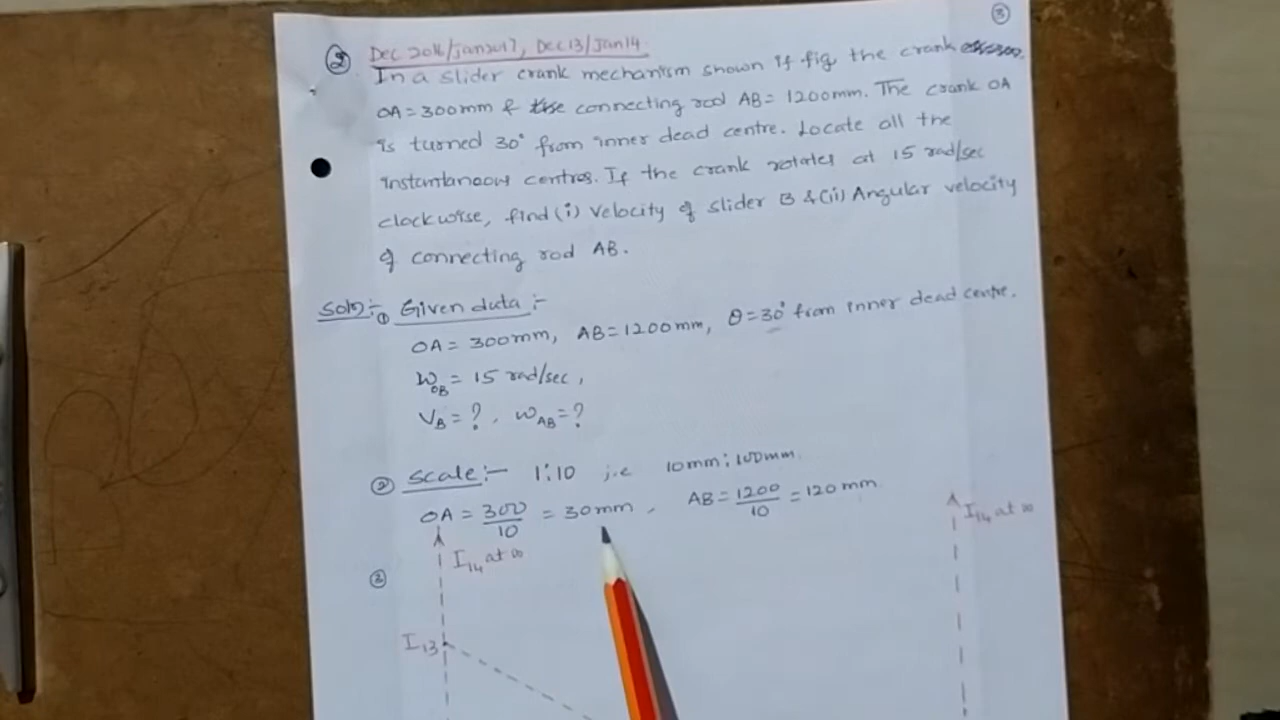 ③
② Dec 2016/Jan2017, Dec13/Jan14.
In a slider crank mechanism shown if fig the crank
OA=300mm & the connecting rod AB=1200mm. The crank OA
is turned 30° from inner dead centre. Locate all the
instantaneous centres. If the crank rotates at 15 rad/sec
clockwise, find (i) Velocity of slider B & (ii) Angular velocity
of connecting rod AB.
Soln:- ① Given data :-
OA = 300mm, AB=1200mm, θ=30° from inner dead centre.
ω_OB = 15 rad/sec,
V_B = ?, ω_AB = ?
② Scale:- 1:10 i.e 10mm:100mm.
OA = 300/10 = 30mm, AB = 1200/10 = 120mm
I14 at ∞
I14 at ∞
③
I13